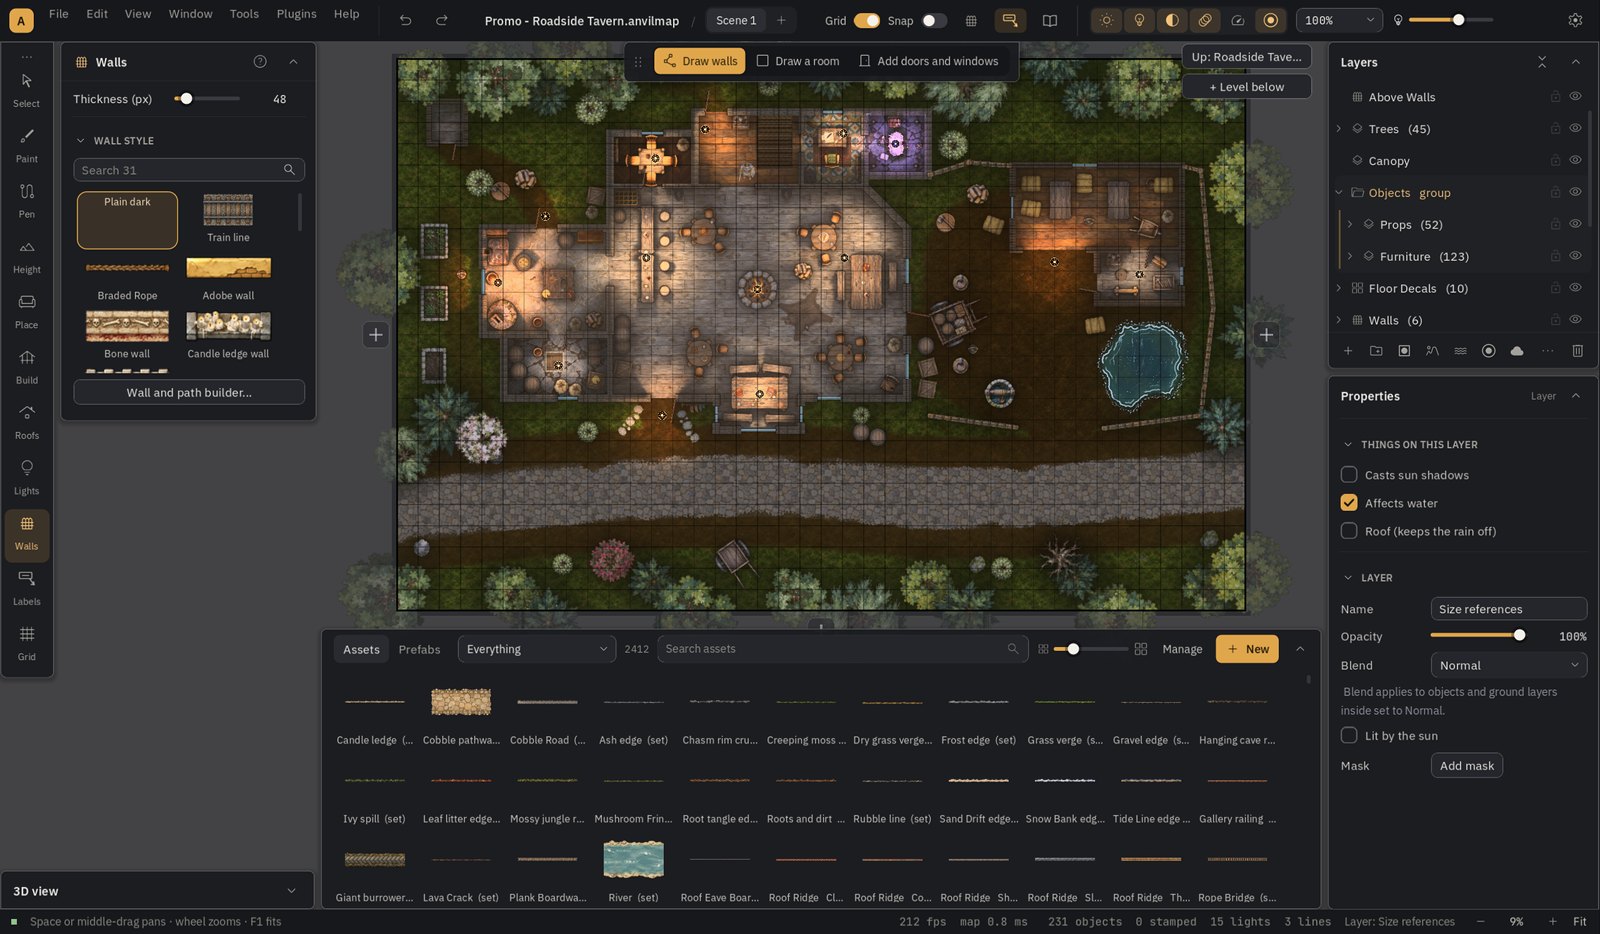 A File Edit View Window Tools Plugins Help
Promo - Roadside Tavern.anvilmap
Scene 1 +
Grid Snap
100%
Select
Paint
Pen
Height
Place
Build
Roofs
Lights
Walls
Labels
Grid
Walls
Thickness (px) 48
WALL STYLE
Search 31
Plain dark
Train line
Braded Rope
Adobe wall
Bone wall
Candle ledge wall
Wall and path builder...
3D view
Draw walls
Draw a room
Add doors and windows
Up: Roadside Tave...
+ Level below
Layers
Above Walls
Trees (45)
Canopy
Objects group
Props (52)
Furniture (123)
Floor Decals (10)
Walls (6)
Properties Layer
THINGS ON THIS LAYER
Casts sun shadows
Affects water
Roof (keeps the rain off)
LAYER
Name Size references
Opacity 100%
Blend Normal
Blend applies to objects and ground layers
inside set to Normal.
Lit by the sun
Mask Add mask
Assets Prefabs Everything 2412 Search assets Manage + New
Candle ledge (... Cobble pathwa... Cobble Road (... Ash edge (set) Chasm rim cru... Creeping moss ... Dry grass verge... Frost edge (set) Grass verge (s... Gravel edge (s... Hanging cave r...
Ivy spill (set) Leaf litter edge... Mossy jungle r... Mushroom Frin... Root tangle ed... Roots and dirt ... Rubble line (set) Sand Drift edge... Snow Bank edg... Tide Line edge ... Gallery railing ...
Giant burrower... Lava Crack (set) Plank Boardwa... River (set) Roof Eave Boar... Roof Ridge Cl... Roof Ridge Co... Roof Ridge Sh... Roof Ridge Sl... Roof Ridge Th... Rope Bridge (s...
Space or middle-drag pans · wheel zooms · F1 fits
212 fps map 0.8 ms 231 objects 0 stamped 15 lights 3 lines Layer: Size references − 9% + Fit